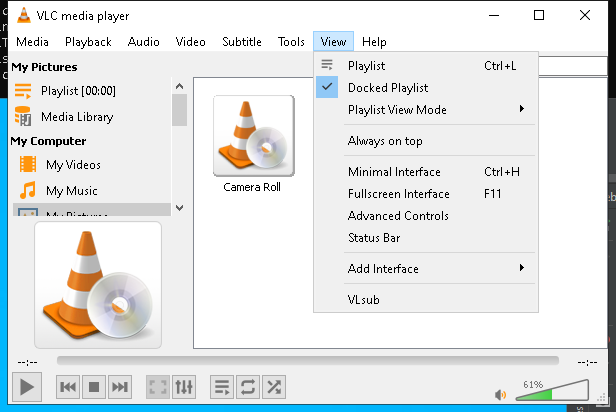 VLC media player
Media Playback Audio Video Subtitle Tools View Help
My Pictures
Playlist [00:00]
Media Library
My Computer
My Videos
My Music
My Pictures
Camera Roll
Playlist Ctrl+L
Docked Playlist
Playlist View Mode
Always on top
Minimal Interface Ctrl+H
Fullscreen Interface F11
Advanced Controls
Status Bar
Add Interface
VLsub
--:-- --:--
61%